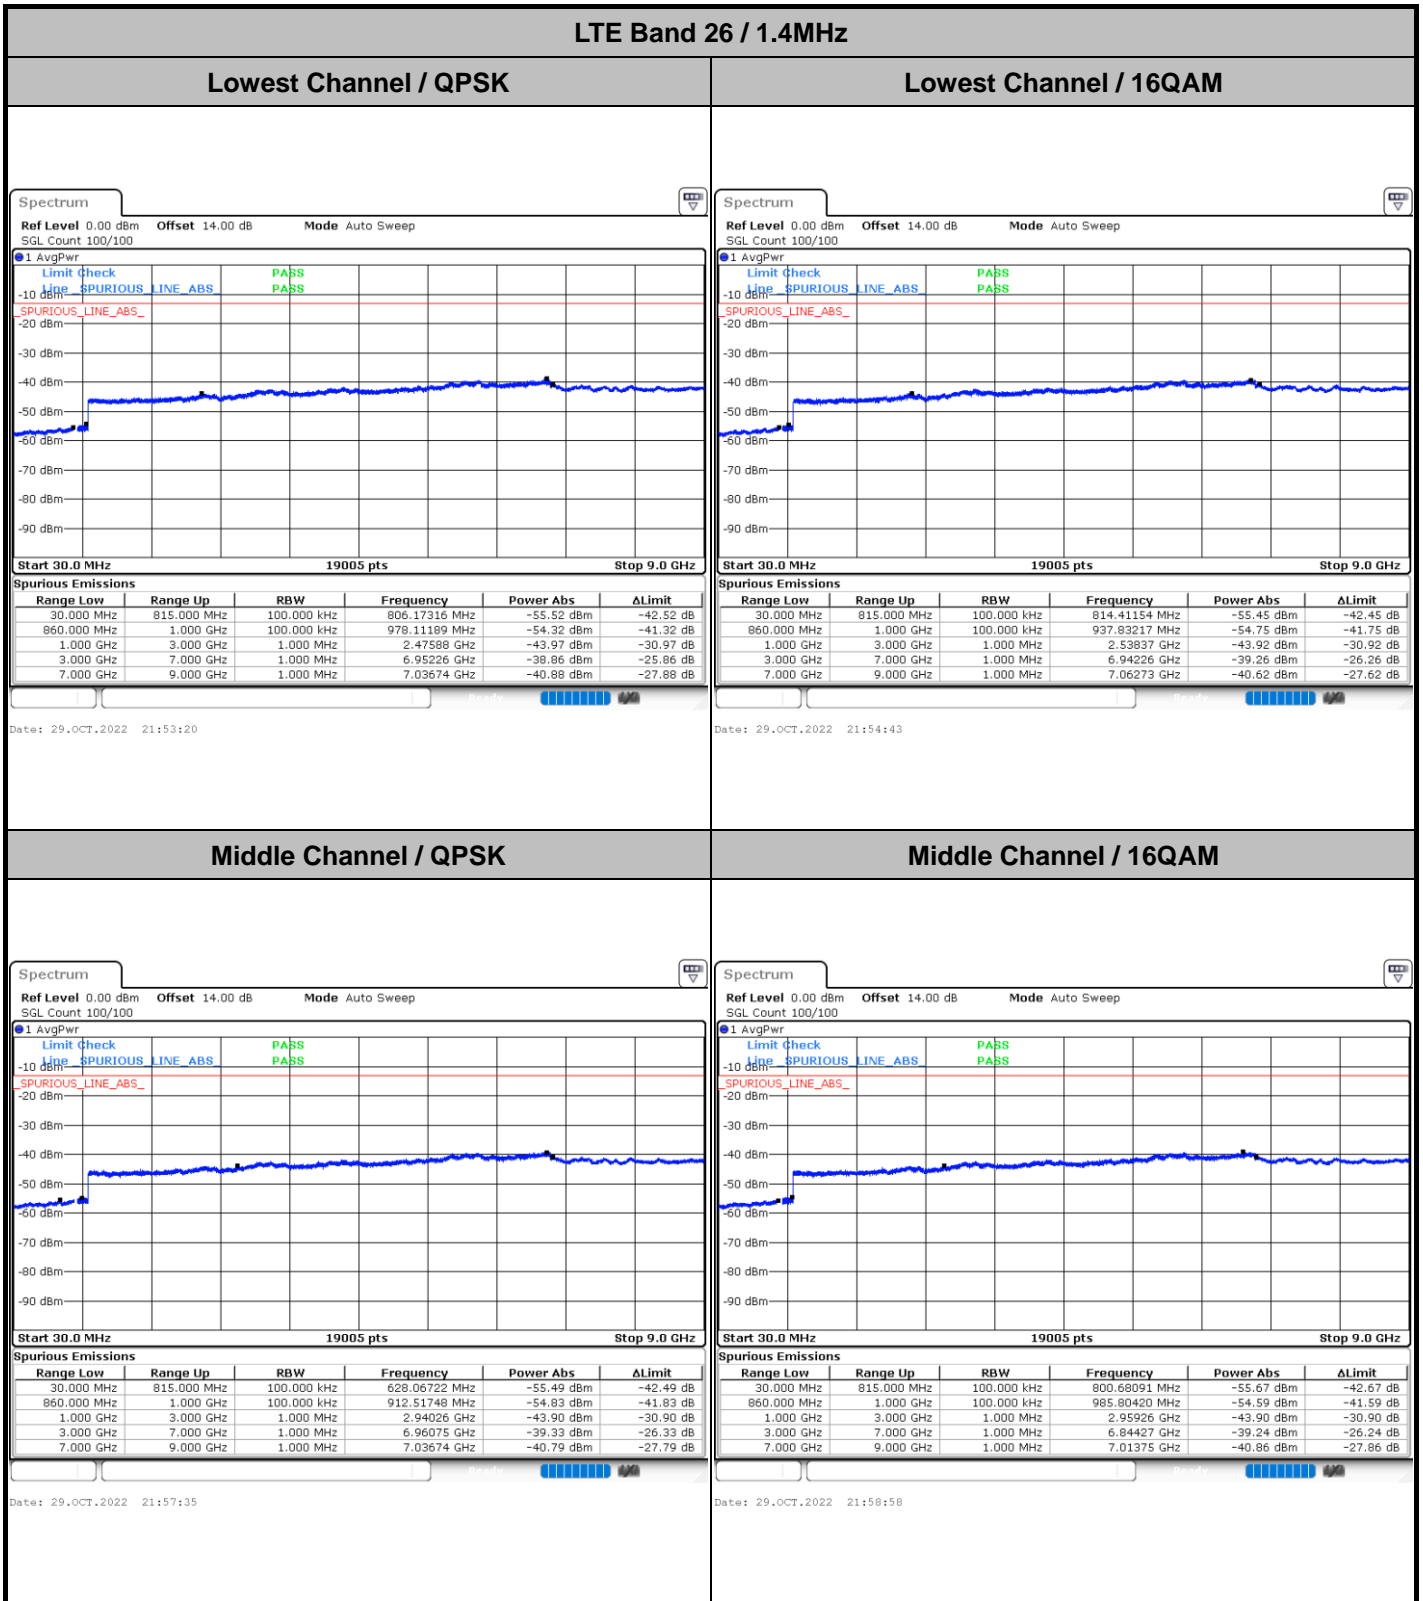 LTE Band 26 / 1.4MHz
Lowest Channel / QPSK
Lowest Channel / 16QAM
Spectrum
Ref Level 0.00 dBm Offset 14.00 dB Mode Auto Sweep
SGL Count 100/100
1 AvgPwr
Limit Check PASS
Line _SPURIOUS_LINE_ABS_ PASS
-10 dBm
_SPURIOUS_LINE_ABS_
-20 dBm
-30 dBm
-40 dBm
-50 dBm
-60 dBm
-70 dBm
-80 dBm
-90 dBm
Start 30.0 MHz 19005 pts Stop 9.0 GHz
Spurious Emissions
Range Low Range Up RBW Frequency Power Abs ΔLimit
30.000 MHz 815.000 MHz 100.000 kHz 806.17316 MHz -55.52 dBm -42.52 dB
860.000 MHz 1.000 GHz 100.000 kHz 978.11189 MHz -54.32 dBm -41.32 dB
1.000 GHz 3.000 GHz 1.000 MHz 2.47588 GHz -43.97 dBm -30.97 dB
3.000 GHz 7.000 GHz 1.000 MHz 6.95226 GHz -38.86 dBm -25.86 dB
7.000 GHz 9.000 GHz 1.000 MHz 7.03674 GHz -40.88 dBm -27.88 dB
Date: 29.OCT.2022 21:53:20
Spectrum
Ref Level 0.00 dBm Offset 14.00 dB Mode Auto Sweep
SGL Count 100/100
1 AvgPwr
Limit Check PASS
Line _SPURIOUS_LINE_ABS_ PASS
-10 dBm
_SPURIOUS_LINE_ABS_
-20 dBm
-30 dBm
-40 dBm
-50 dBm
-60 dBm
-70 dBm
-80 dBm
-90 dBm
Start 30.0 MHz 19005 pts Stop 9.0 GHz
Spurious Emissions
Range Low Range Up RBW Frequency Power Abs ΔLimit
30.000 MHz 815.000 MHz 100.000 kHz 814.41154 MHz -55.45 dBm -42.45 dB
860.000 MHz 1.000 GHz 100.000 kHz 937.83217 MHz -54.75 dBm -41.75 dB
1.000 GHz 3.000 GHz 1.000 MHz 2.53837 GHz -43.92 dBm -30.92 dB
3.000 GHz 7.000 GHz 1.000 MHz 6.94226 GHz -39.26 dBm -26.26 dB
7.000 GHz 9.000 GHz 1.000 MHz 7.06273 GHz -40.62 dBm -27.62 dB
Date: 29.OCT.2022 21:54:43
Middle Channel / QPSK
Middle Channel / 16QAM
Spectrum
Ref Level 0.00 dBm Offset 14.00 dB Mode Auto Sweep
SGL Count 100/100
1 AvgPwr
Limit Check PASS
Line _SPURIOUS_LINE_ABS_ PASS
-10 dBm
_SPURIOUS_LINE_ABS_
-20 dBm
-30 dBm
-40 dBm
-50 dBm
-60 dBm
-70 dBm
-80 dBm
-90 dBm
Start 30.0 MHz 19005 pts Stop 9.0 GHz
Spurious Emissions
Range Low Range Up RBW Frequency Power Abs ΔLimit
30.000 MHz 815.000 MHz 100.000 kHz 628.06722 MHz -55.49 dBm -42.49 dB
860.000 MHz 1.000 GHz 100.000 kHz 912.51748 MHz -54.83 dBm -41.83 dB
1.000 GHz 3.000 GHz 1.000 MHz 2.94026 GHz -43.90 dBm -30.90 dB
3.000 GHz 7.000 GHz 1.000 MHz 6.96075 GHz -39.33 dBm -26.33 dB
7.000 GHz 9.000 GHz 1.000 MHz 7.03674 GHz -40.79 dBm -27.79 dB
Date: 29.OCT.2022 21:57:35
Spectrum
Ref Level 0.00 dBm Offset 14.00 dB Mode Auto Sweep
SGL Count 100/100
1 AvgPwr
Limit Check PASS
Line _SPURIOUS_LINE_ABS_ PASS
-10 dBm
_SPURIOUS_LINE_ABS_
-20 dBm
-30 dBm
-40 dBm
-50 dBm
-60 dBm
-70 dBm
-80 dBm
-90 dBm
Start 30.0 MHz 19005 pts Stop 9.0 GHz
Spurious Emissions
Range Low Range Up RBW Frequency Power Abs ΔLimit
30.000 MHz 815.000 MHz 100.000 kHz 800.68091 MHz -55.67 dBm -42.67 dB
860.000 MHz 1.000 GHz 100.000 kHz 985.80420 MHz -54.59 dBm -41.59 dB
1.000 GHz 3.000 GHz 1.000 MHz 2.95926 GHz -43.90 dBm -30.90 dB
3.000 GHz 7.000 GHz 1.000 MHz 6.84427 GHz -39.24 dBm -26.24 dB
7.000 GHz 9.000 GHz 1.000 MHz 7.01375 GHz -40.86 dBm -27.86 dB
Date: 29.OCT.2022 21:58:58